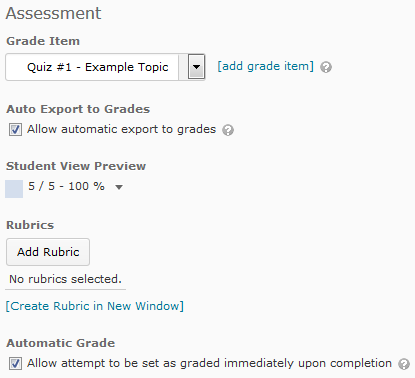 Assessment
Grade Item
Quiz #1 - Example Topic [add grade item] ?
Auto Export to Grades
Allow automatic export to grades ?
Student View Preview
5 / 5 - 100 %
Rubrics
Add Rubric
No rubrics selected.
[Create Rubric in New Window]
Automatic Grade
Allow attempt to be set as graded immediately upon completion ?